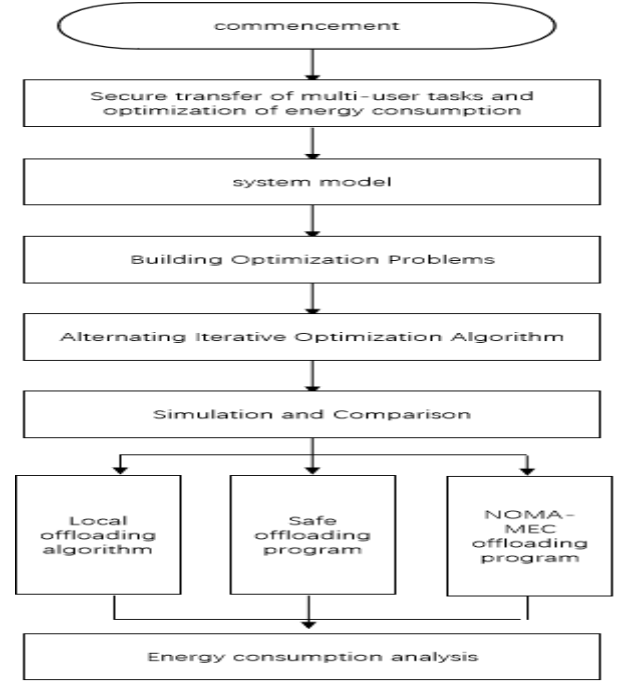 commencement
Secure transfer of multi-user tasks and
optimization of energy consumption
system model
Building Optimization Problems
Alternating Iterative Optimization Algorithm
Simulation and Comparison
Local
offloading
algorithm
Safe
offloading
program
NOMA-
MEC
offloading
program
Energy consumption analysis